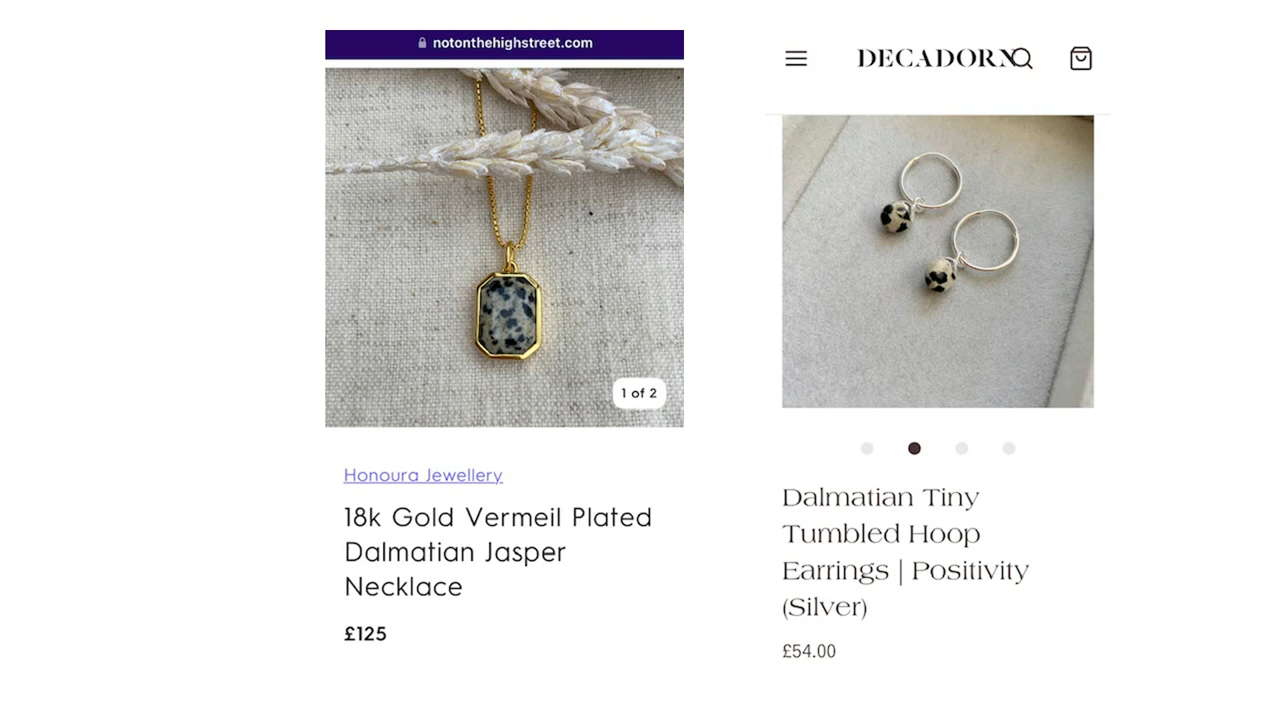 notonthehighstreet.com
1 of 2
Honoura Jewellery
18k Gold Vermeil Plated
Dalmatian Jasper
Necklace
£125
DECADORN
Dalmatian Tiny
Tumbled Hoop
Earrings | Positivity
(Silver)
£54.00